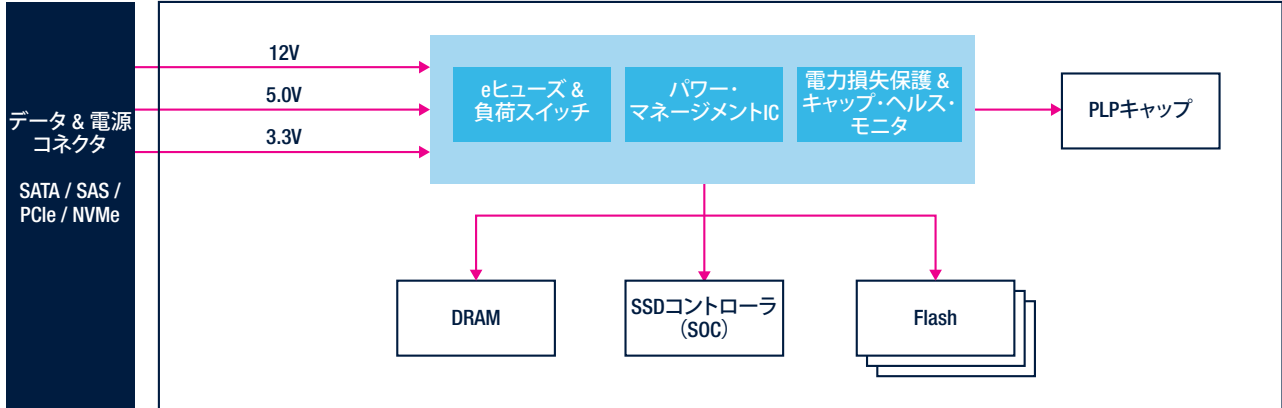 データ & 電源
コネクタ
SATA / SAS /
PCIe / NVMe
12V
5.0V
3.3V
eヒューズ &
負荷スイッチ
パワー・
マネージメントIC
電力損失保護 &
キャップ・ヘルス・
モニタ
PLPキャップ
DRAM
SSDコントローラ
（SOC）
Flash